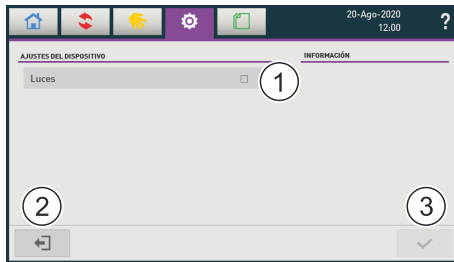 20-Ago-2020
12:00
?
AJUSTES DEL DISPOSITIVO
INFORMACIÓN
Luces
1
2
3